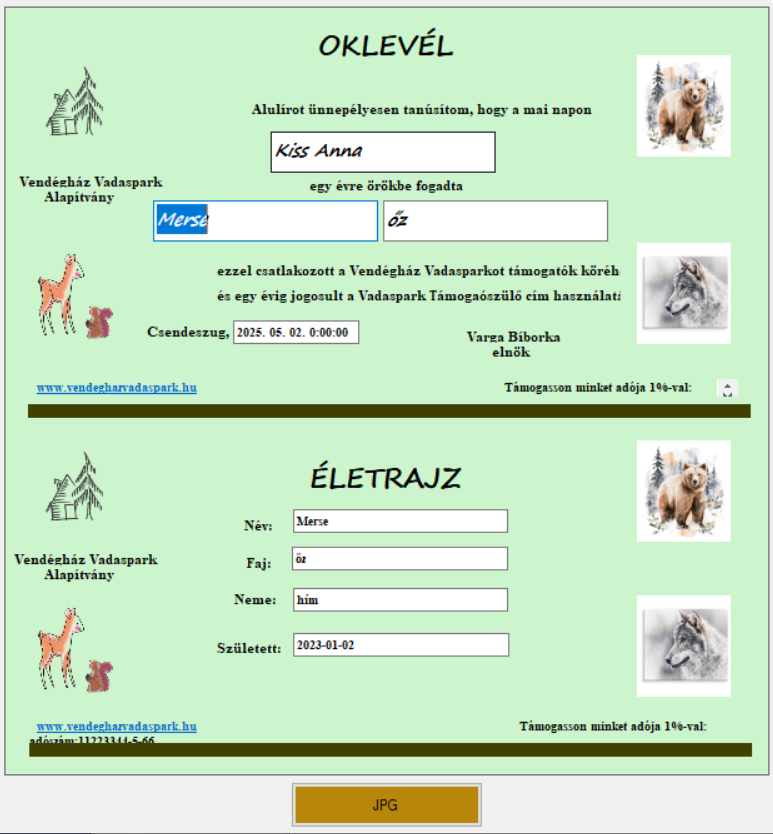 OKLEVÉL
Alulírot ünnepélyesen tanúsítom, hogy a mai napon
Kiss Anna
Vendégház Vadaspark
Alapítvány
egy évre örökbe fogadta
Merse
őz
ezzel csatlakozott a Vendégház Vadasparkot támogatók köréh
és egy évig jogosult a Vadaspark Támogaószülő cím használatá
Csendeszug, 2025. 05. 02. 0:00:00
Varga Bíborka
elnök
www.vendeghazvadaspark.hu
Támogasson minket adója 1%-val:
ÉLETRAJZ
Név: Merse
Vendégház Vadaspark
Alapítvány
Faj: őz
Neme: hím
Született: 2023-01-02
www.vendeghazvadaspark.hu
Támogasson minket adója 1%-val:
adószám:11223344-5-66
JPG